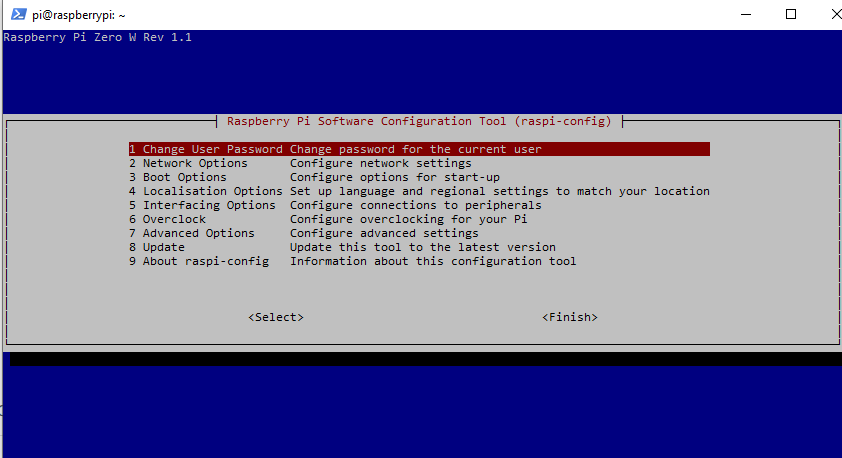 pi@raspberrypi: ~
Raspberry Pi Zero W Rev 1.1
Raspberry Pi Software Configuration Tool (raspi-config)
1 Change User Password Change password for the current user
2 Network Options Configure network settings
3 Boot Options Configure options for start-up
4 Localisation Options Set up language and regional settings to match your location
5 Interfacing Options Configure connections to peripherals
6 Overclock Configure overclocking for your Pi
7 Advanced Options Configure advanced settings
8 Update Update this tool to the latest version
9 About raspi-config Information about this configuration tool
<Select> <Finish>